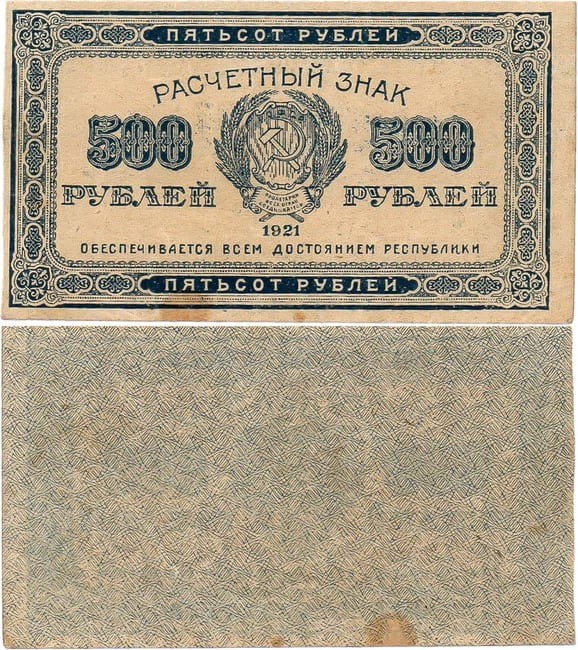 ПЯТЬСОТ РУБЛЕЙ
РАСЧЕТНЫЙ ЗНАК
500 500
РУБЛЕЙ РУБЛЕЙ
1921
ОБЕСПЕЧИВАЕТСЯ ВСЕМ ДОСТОЯНИЕМ РЕСПУБЛИКИ
ПЯТЬСОТ РУБЛЕЙ